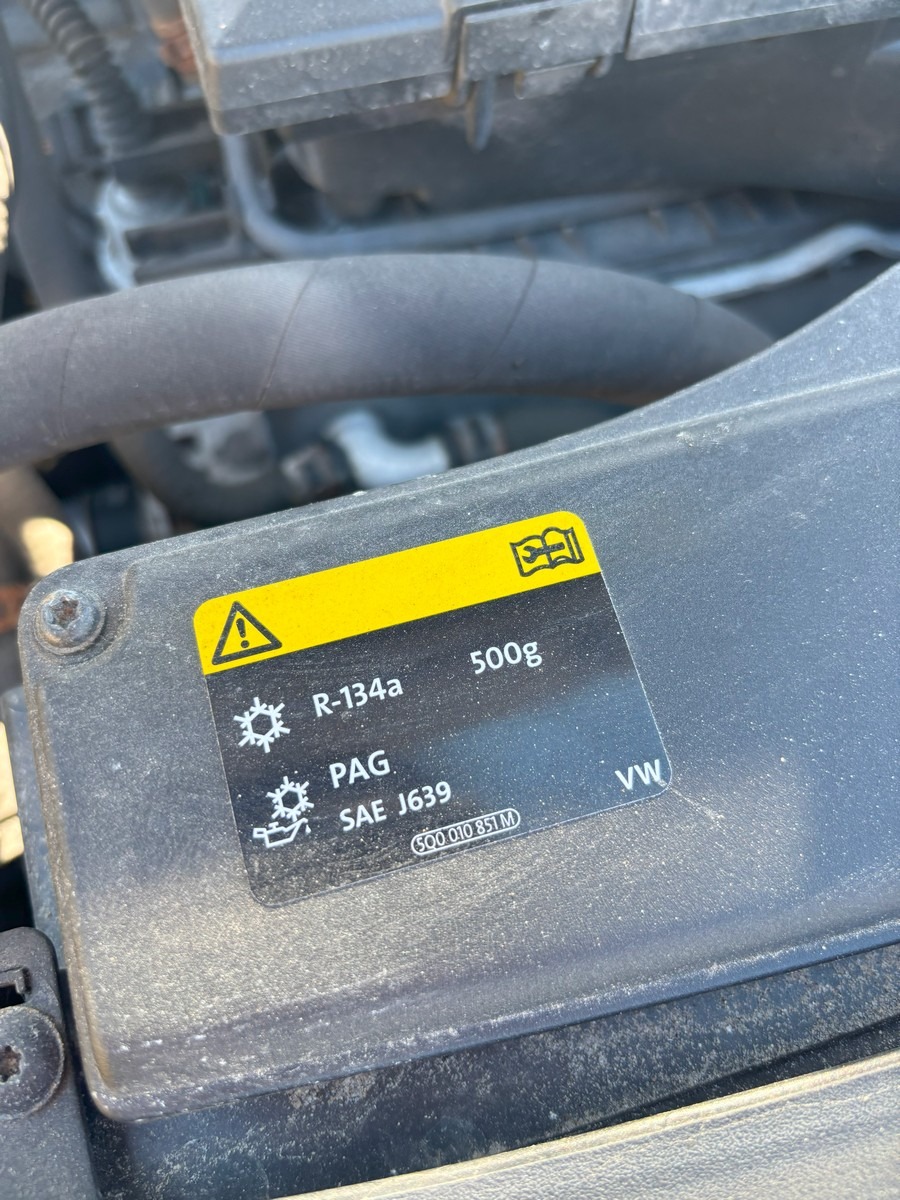 R-134a 500g
PAG
SAE J639
VW
5Q0 010 851 M